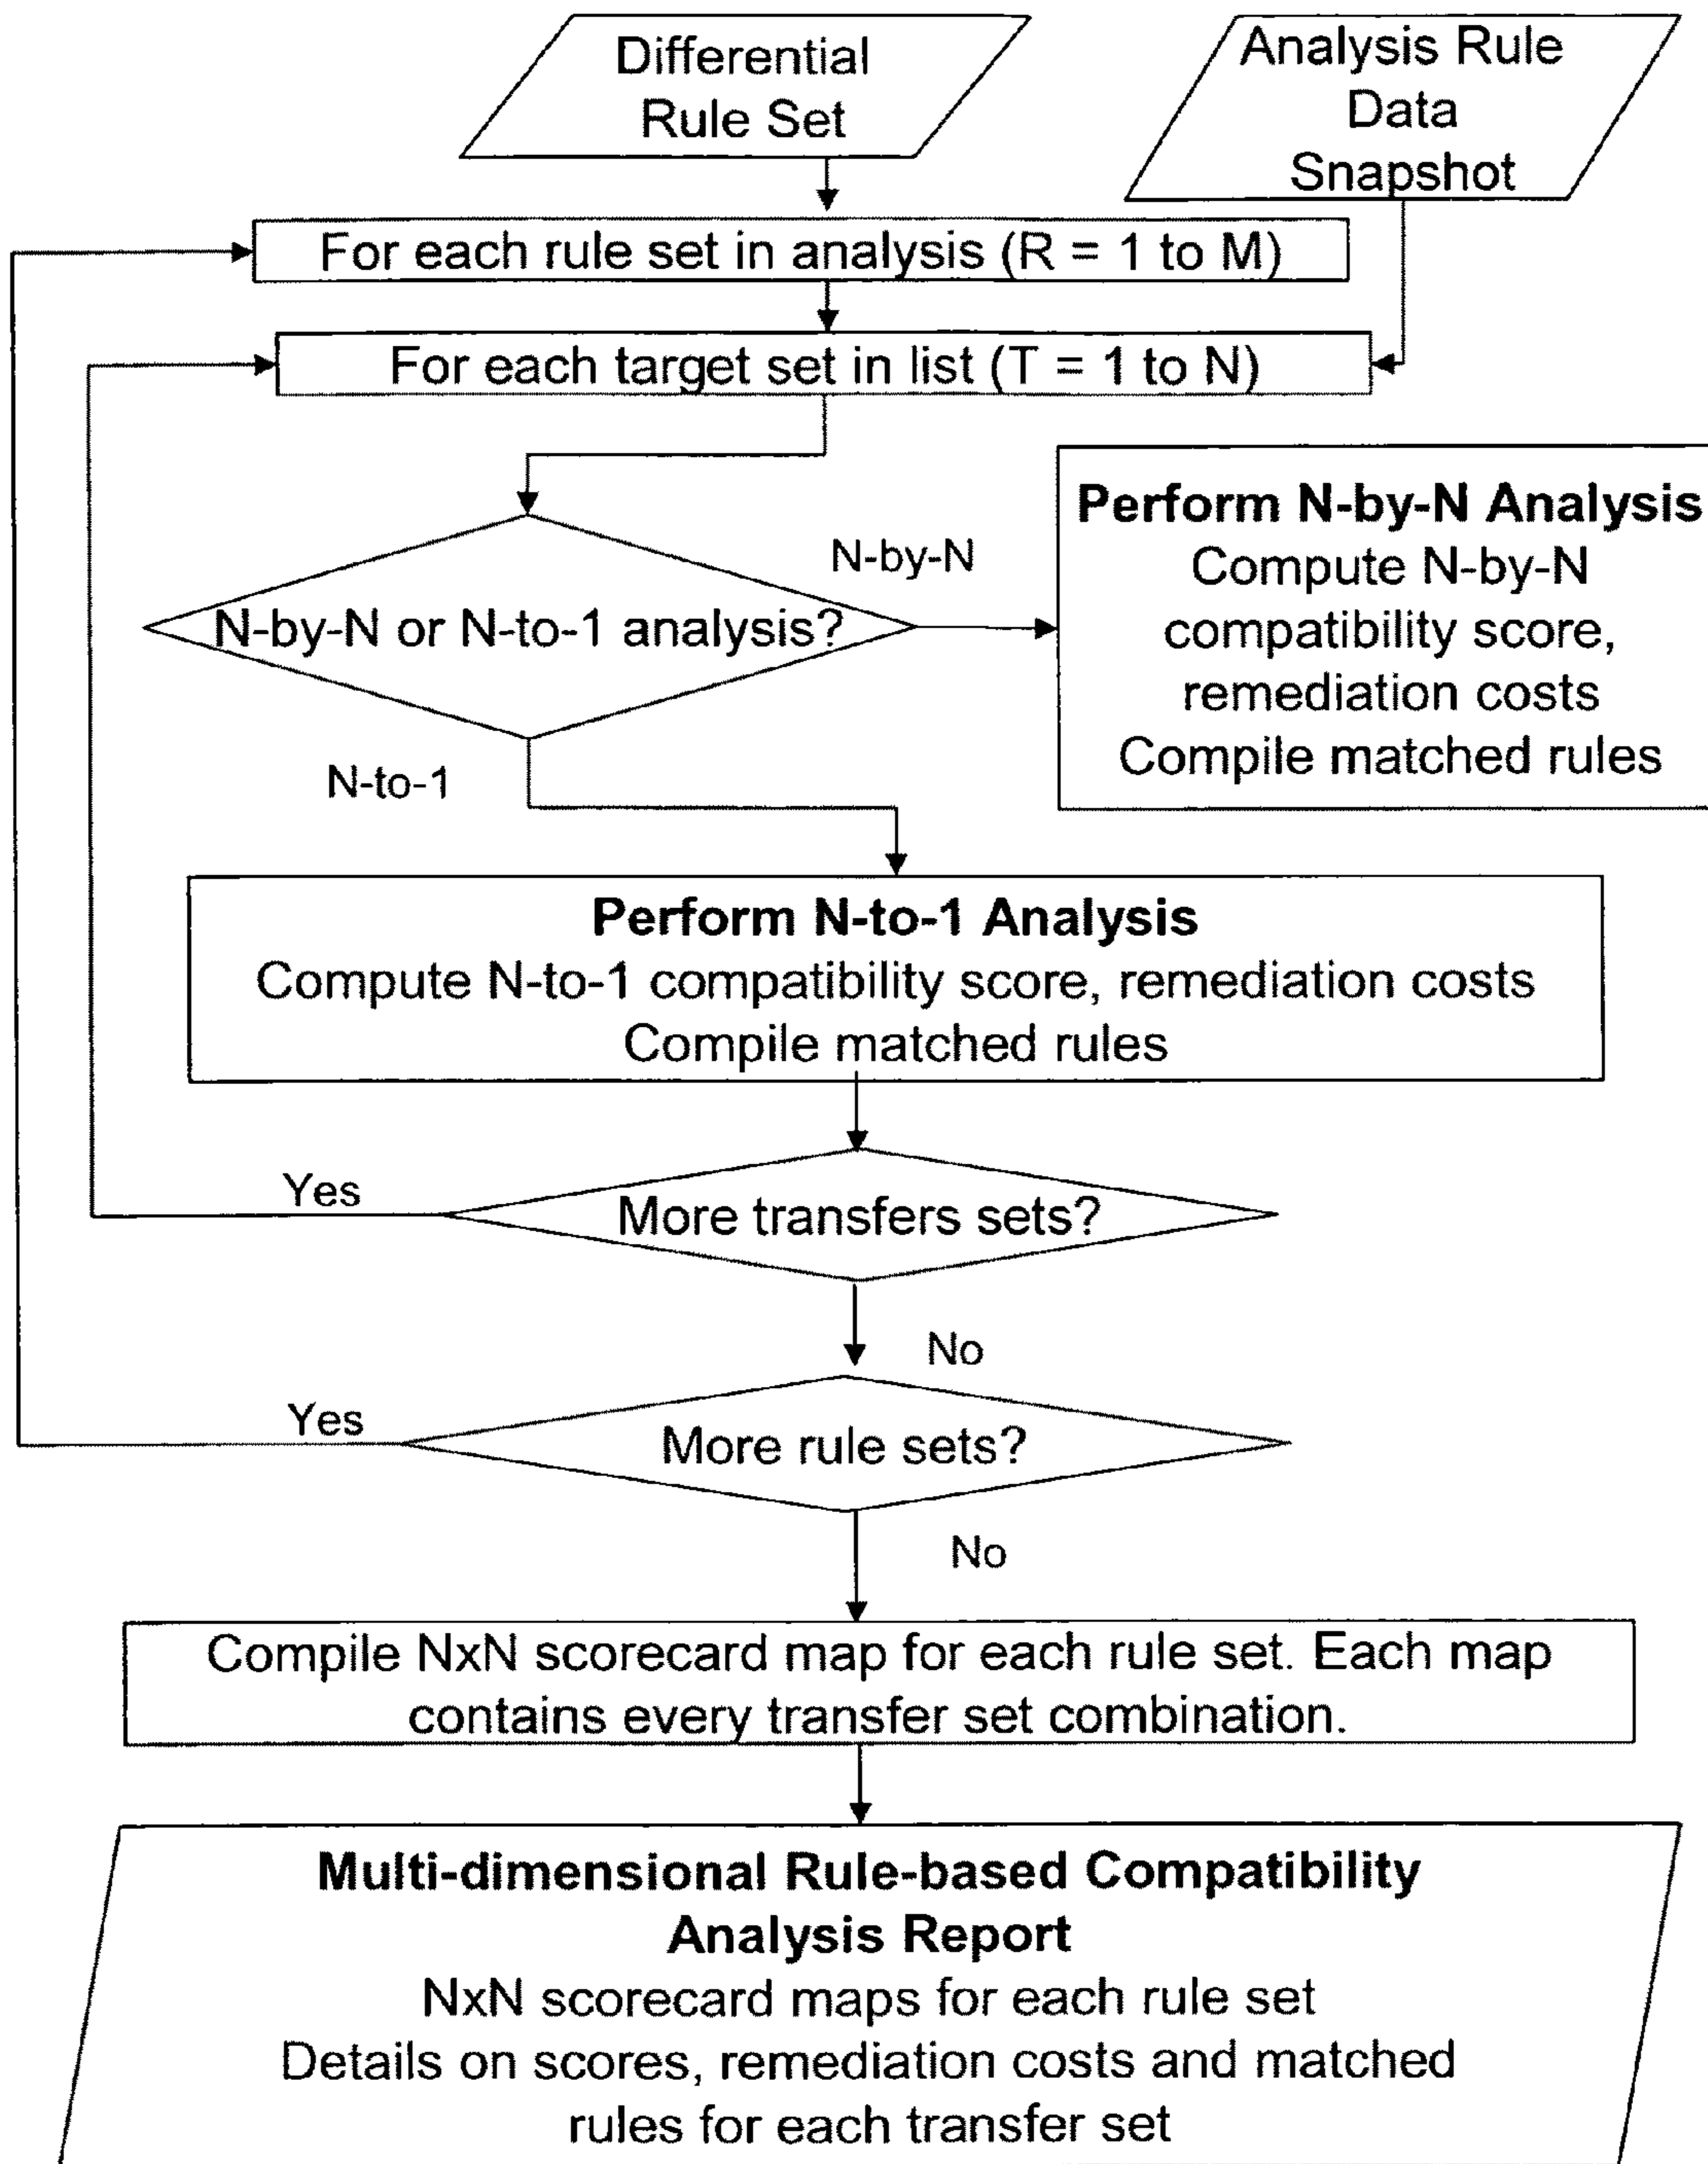 Differential
Rule Set
Analysis Rule
Data
Snapshot
For each rule set in analysis (R = 1 to M)
For each target set in list (T = 1 to N)
N-by-N or N-to-1 analysis?
N-by-N
Perform N-by-N Analysis
Compute N-by-N
compatibility score,
remediation costs
Compile matched rules
N-to-1
Perform N-to-1 Analysis
Compute N-to-1 compatibility score, remediation costs
Compile matched rules
Yes
More transfers sets?
No
Yes
More rule sets?
No
Compile NxN scorecard map for each rule set. Each map
contains every transfer set combination.
Multi-dimensional Rule-based Compatibility
Analysis Report
NxN scorecard maps for each rule set
Details on scores, remediation costs and matched
rules for each transfer set